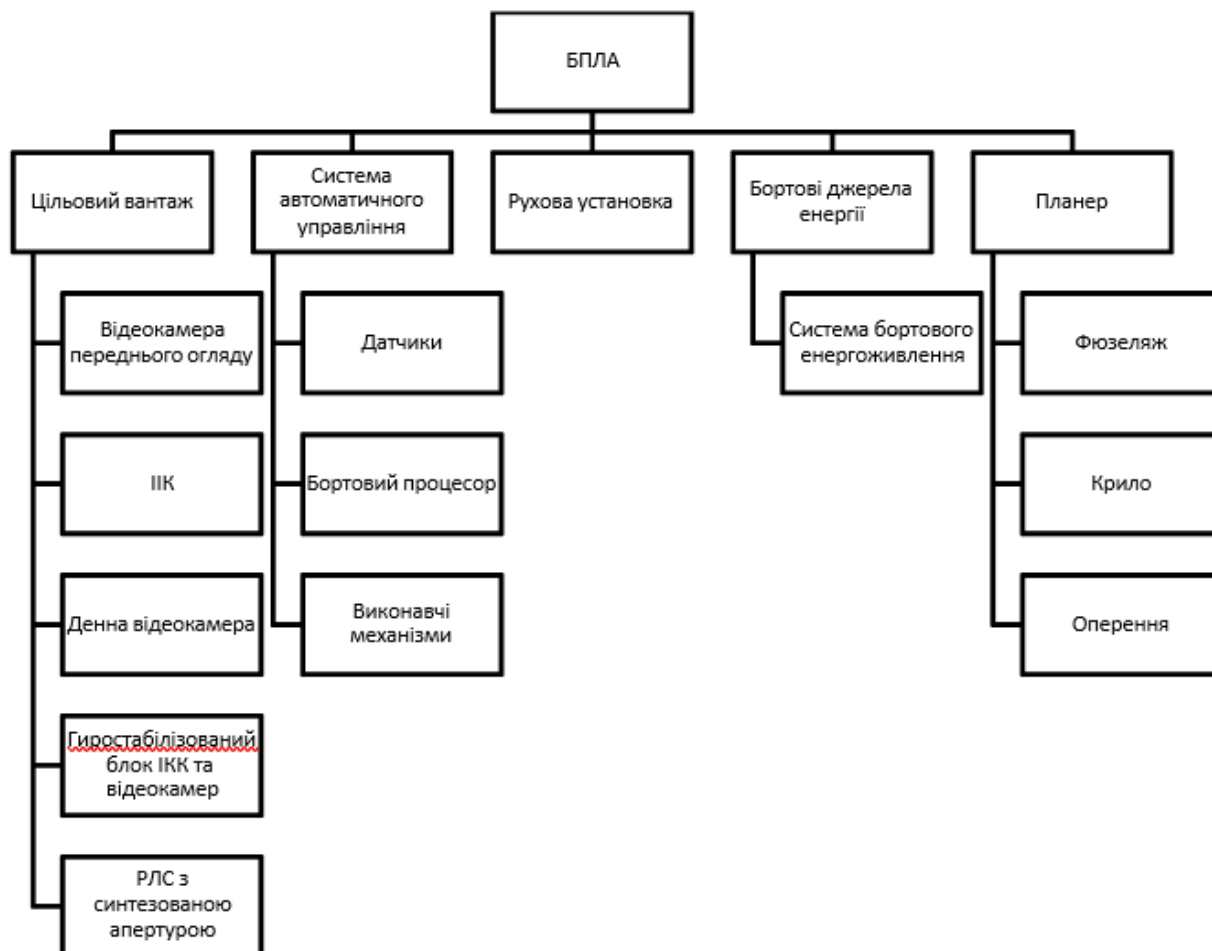 БПЛА
Цільовий вантаж
Система
автоматичного
управління
Рухова установка
Бортові джерела
енергії
Планер
Відеокамера
переднього огляду
ІІК
Денна відеокамера
Гиростабілізований
блок ІКК та
відеокамер
РЛС з
синтезованою
апертурою
Датчики
Бортовий процесор
Виконавчі
механізми
Система бортового
енергоживлення
Фюзеляж
Крило
Оперення